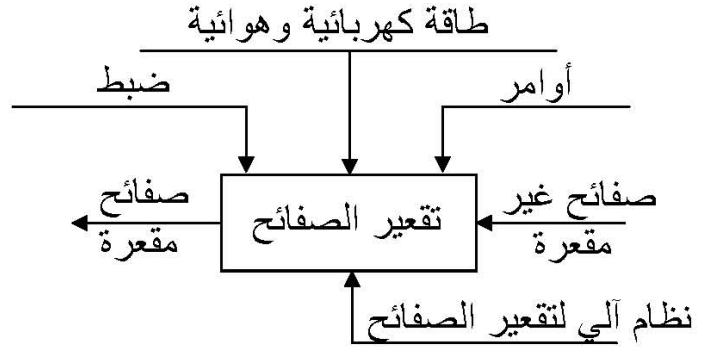 طاقة كهربائية وهوائية
أوامر
ضبط
صفائح غير
مقعرة
تقعير الصفائح
صفائح
مقعرة
نظام آلي لتقعير الصفائح